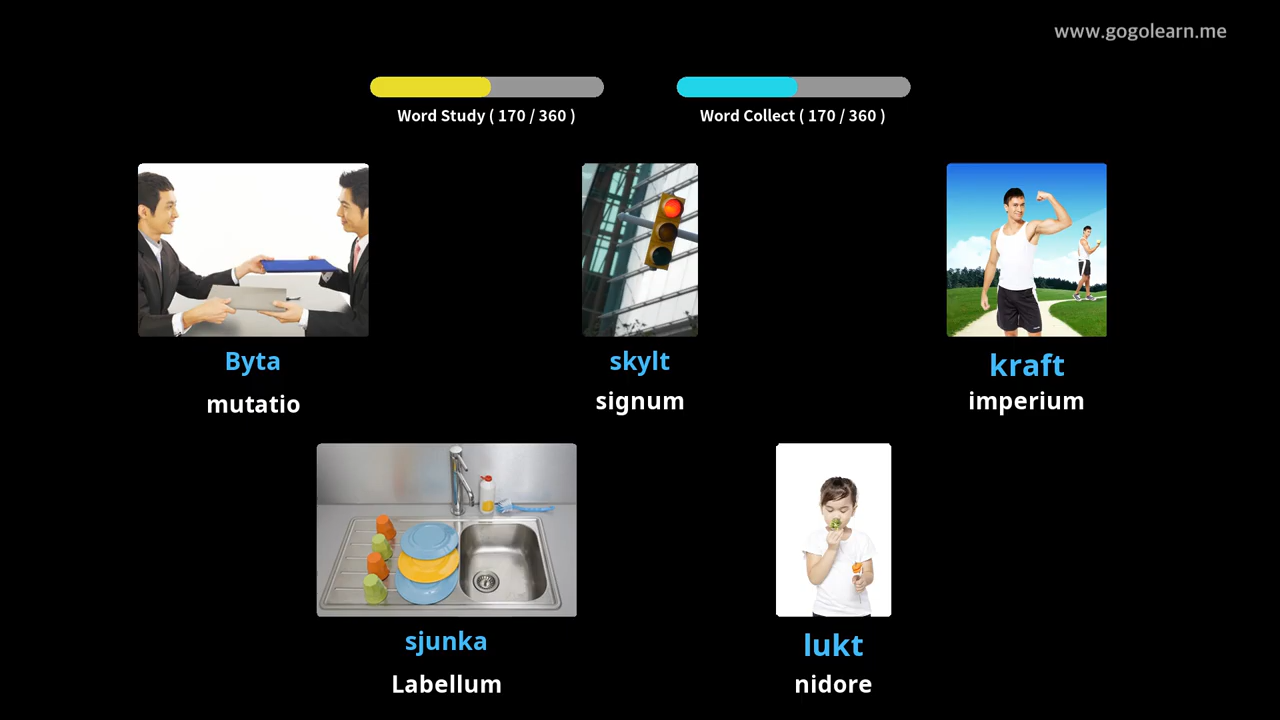 www.gogolearn.me
Word Study ( 170 / 360 )
Word Collect ( 170 / 360 )
Byta
mutatio
skylt
signum
kraft
imperium
sjunka
Labellum
lukt
nidore